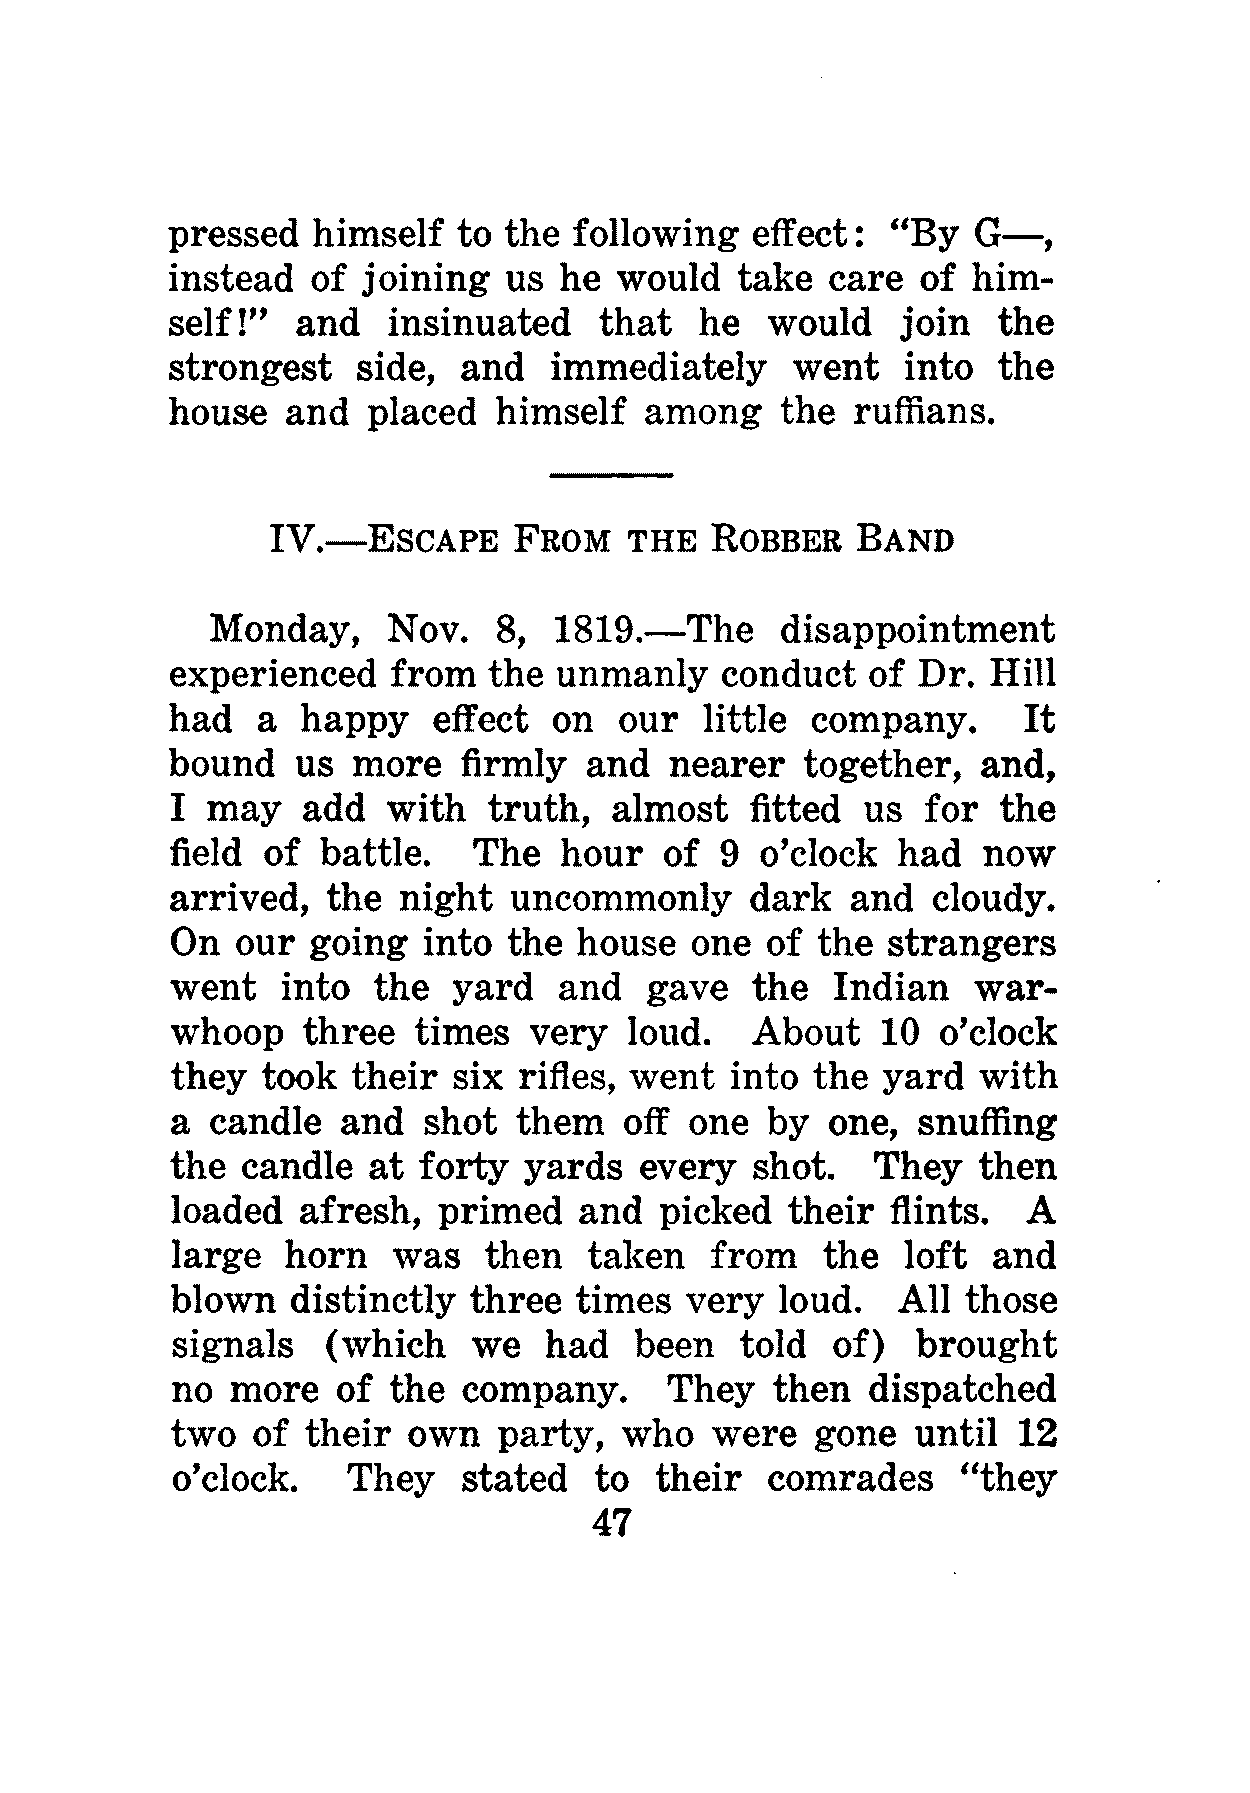 pressed himself to the following effect: "By G—,
instead of joining us he would take care of him-
self!" and insinuated that he would join the
strongest side, and immediately went into the
house and placed himself among the ruffians.
IV.—Escape From the Robber Band
Monday, Nov. 8, 1819.—The disappointment
experienced from the unmanly conduct of Dr. Hill
had a happy effect on our little company. It
bound us more firmly and nearer together, and,
I may add with truth, almost fitted us for the
field of battle. The hour of 9 o'clock had now
arrived, the night uncommonly dark and cloudy.
On our going into the house one of the strangers
went into the yard and gave the Indian war-
whoop three times very loud. About 10 o'clock
they took their six rifles, went into the yard with
a candle and shot them off one by one, snuffing
the candle at forty yards every shot. They then
loaded afresh, primed and picked their flints. A
large horn was then taken from the loft and
blown distinctly three times very loud. All those
signals (which we had been told of) brought
no more of the company. They then dispatched
two of their own party, who were gone until 12
o'clock. They stated to their comrades "they
47